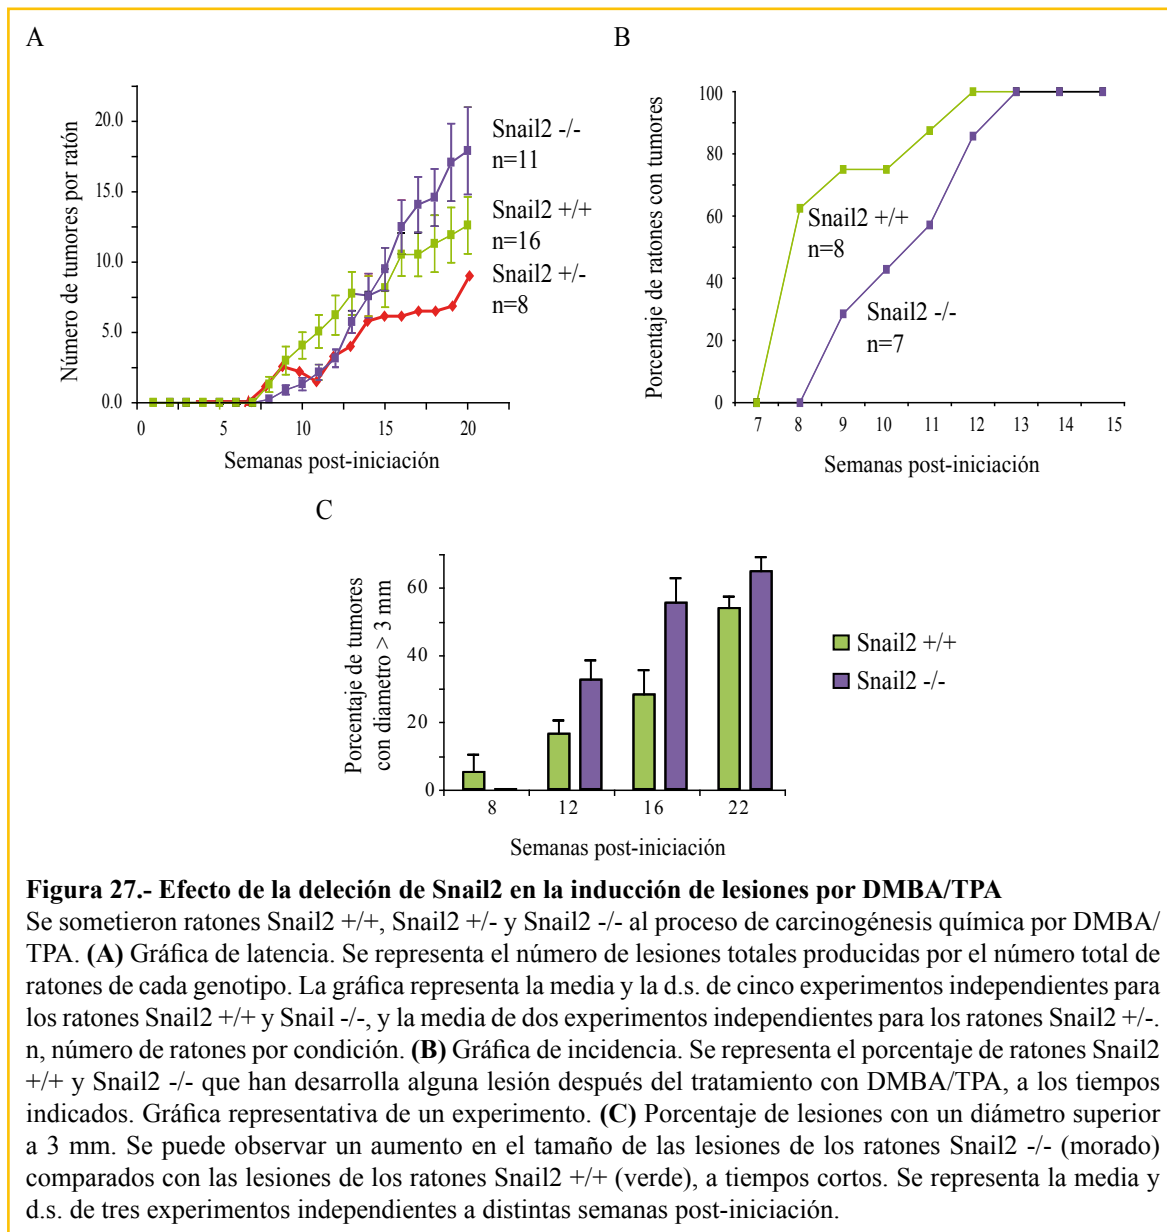 A
Número de tumores por ratón
20.0
15.0
10.0
5.0
0.0
0
5
10
15
20
Semanas post-iniciación
Snail2 -/-
n=11
Snail2 +/+
n=16
Snail2 +/-
n=8
B
Porcentaje de ratones con tumores
100
80
60
40
20
0
7
8
9
10
11
12
13
14
15
Semanas post-iniciación
Snail2 +/+
n=8
Snail2 -/-
n=7
C
Porcentaje de tumores
con diametro > 3 mm
60
40
20
0
8
12
16
22
Semanas post-iniciación
Snail2 +/+
Snail2 -/-
Figura 27.- Efecto de la deleción de Snail2 en la inducción de lesiones por DMBA/TPA
Se sometieron ratones Snail2 +/+, Snail2 +/- y Snail2 -/- al proceso de carcinogénesis química por DMBA/
TPA. (A) Gráfica de latencia. Se representa el número de lesiones totales producidas por el número total de
ratones de cada genotipo. La gráfica representa la media y la d.s. de cinco experimentos independientes para
los ratones Snail2 +/+ y Snail -/-, y la media de dos experimentos independientes para los ratones Snail2 +/-.
n, número de ratones por condición. (B) Gráfica de incidencia. Se representa el porcentaje de ratones Snail2
+/+ y Snail2 -/- que han desarrolla alguna lesión después del tratamiento con DMBA/TPA, a los tiempos
indicados. Gráfica representativa de un experimento. (C) Porcentaje de lesiones con un diámetro superior
a 3 mm. Se puede observar un aumento en el tamaño de las lesiones de los ratones Snail2 -/- (morado)
comparados con las lesiones de los ratones Snail2 +/+ (verde), a tiempos cortos. Se representa la media y
d.s. de tres experimentos independientes a distintas semanas post-iniciación.